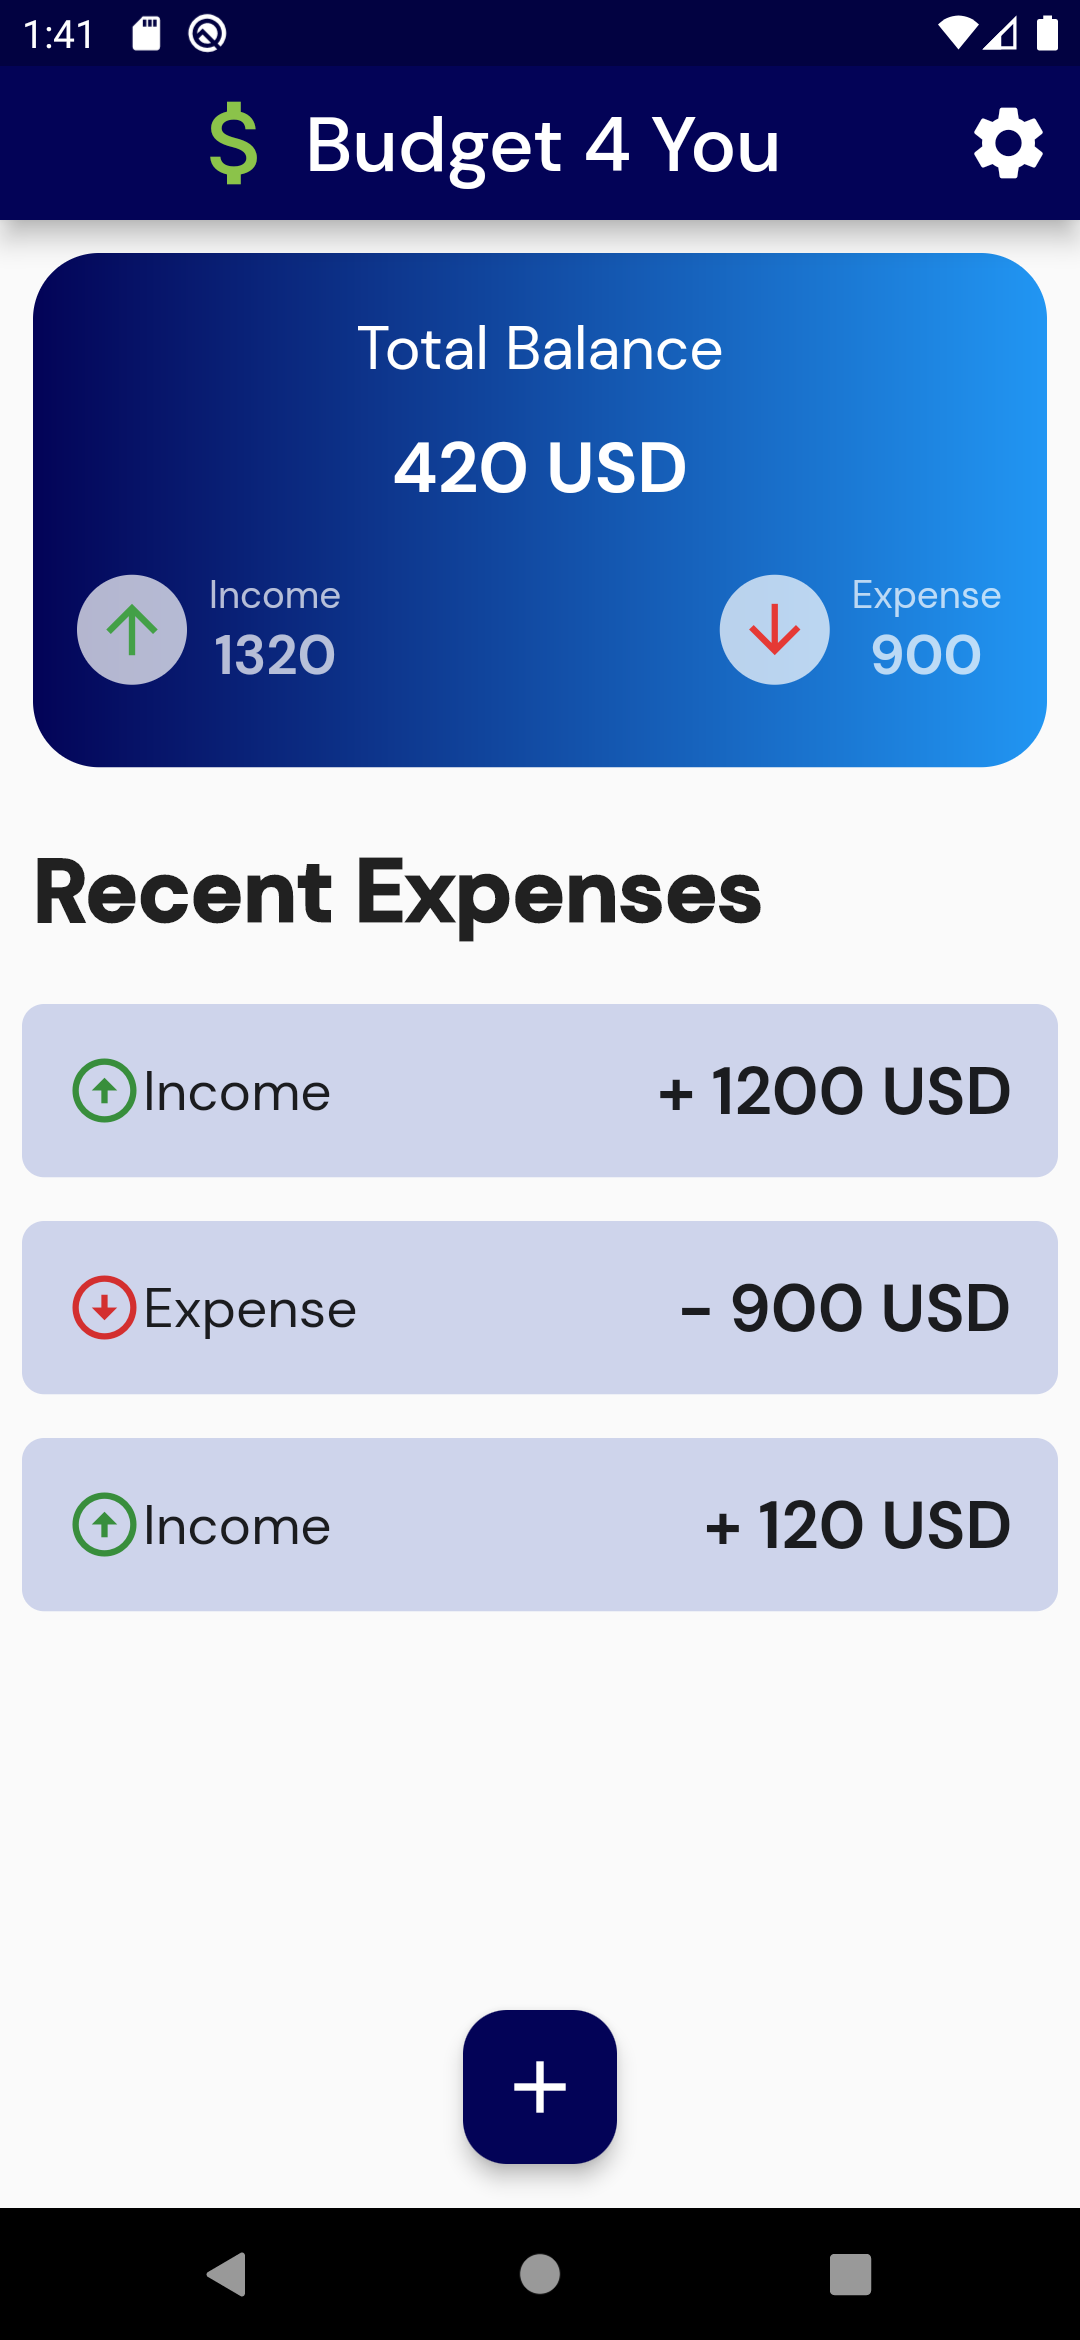 1:41
$ Budget 4 You
Total Balance
420 USD
Income
1320
Expense
900
Recent Expenses
Income + 1200 USD
Expense - 900 USD
Income + 120 USD